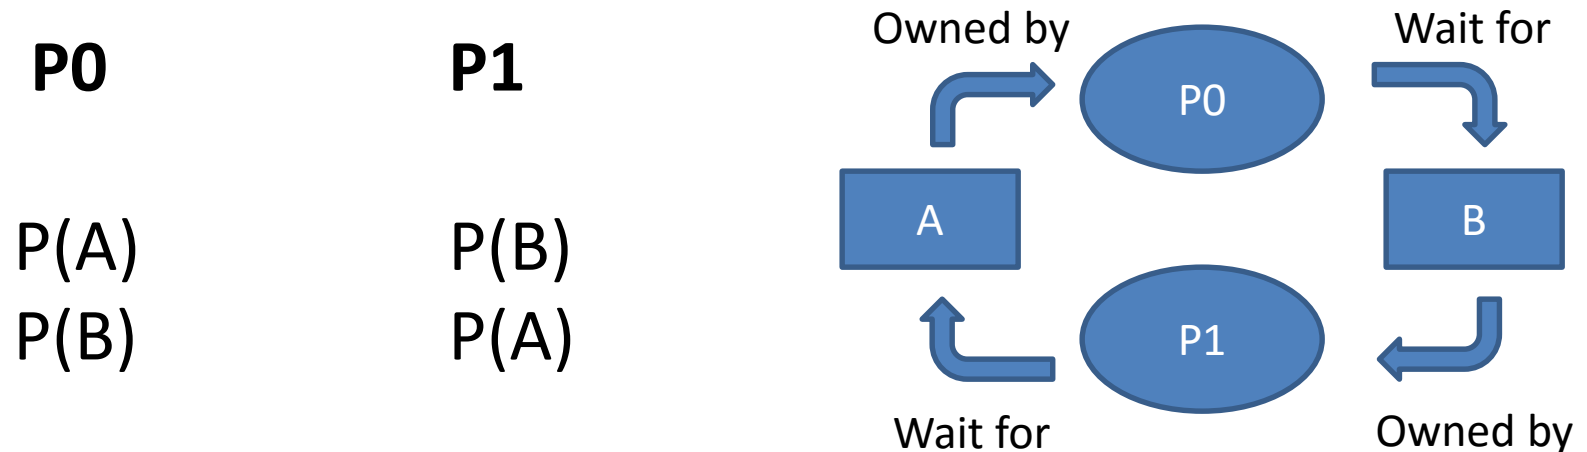 P0 P1
P(A) P(B)
P(B) P(A)
Owned by
Wait for
P0
A
B
P1
Wait for
Owned by